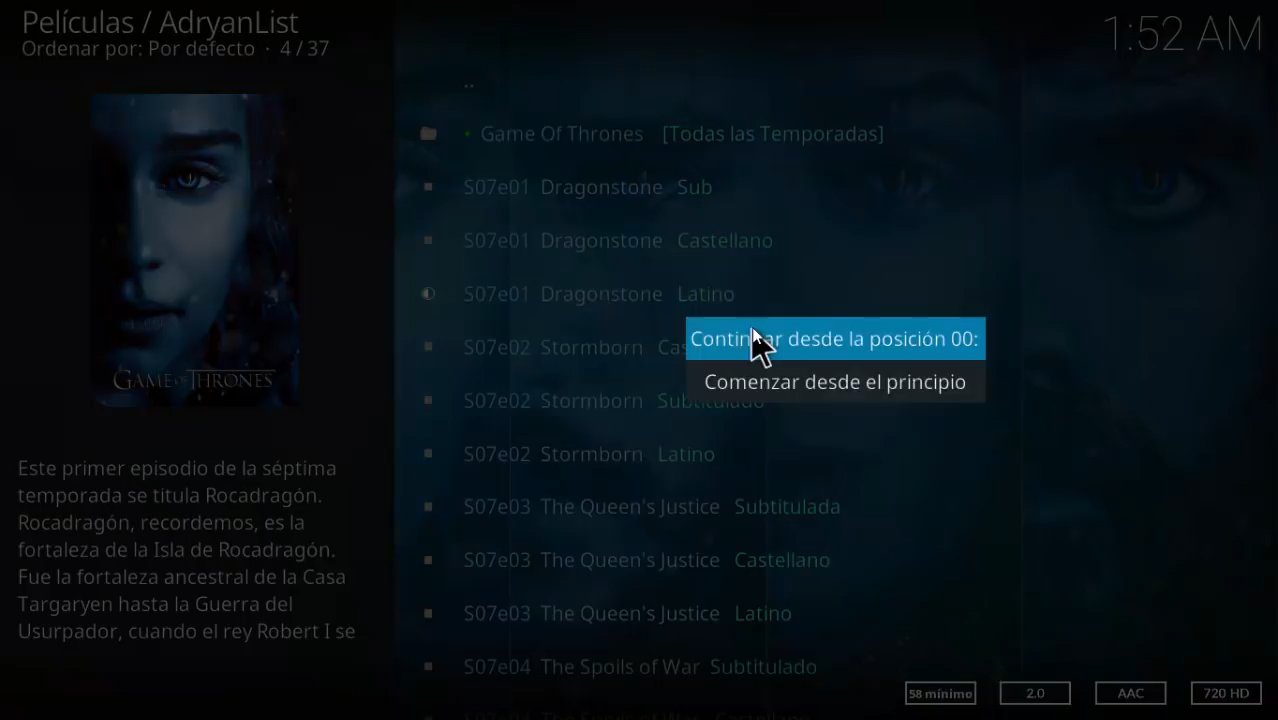 Películas / AdryanList
Ordenar por: Por defecto · 4 / 37
1:52 AM
..
• Game Of Thrones [Todas las Temporadas]
S07e01 Dragonstone Sub
S07e01 Dragonstone Castellano
S07e01 Dragonstone Latino
S07e02 Stormborn
Continuar desde la posición 00:
Comenzar desde el principio
S07e02 Stormborn Subtitulado
S07e02 Stormborn Latino
S07e03 The Queen's Justice Subtitulada
S07e03 The Queen's Justice Castellano
S07e03 The Queen's Justice Latino
S07e04 The Spoils of War Subtitulado
GAME OF THRONES
Este primer episodio de la séptima
temporada se titula Rocadragón.
Rocadragón, recordemos, es la
fortaleza de la Isla de Rocadragón.
Fue la fortaleza ancestral de la Casa
Targaryen hasta la Guerra del
Usurpador, cuando el rey Robert I se
58 mínimo
2.0
AAC
720 HD